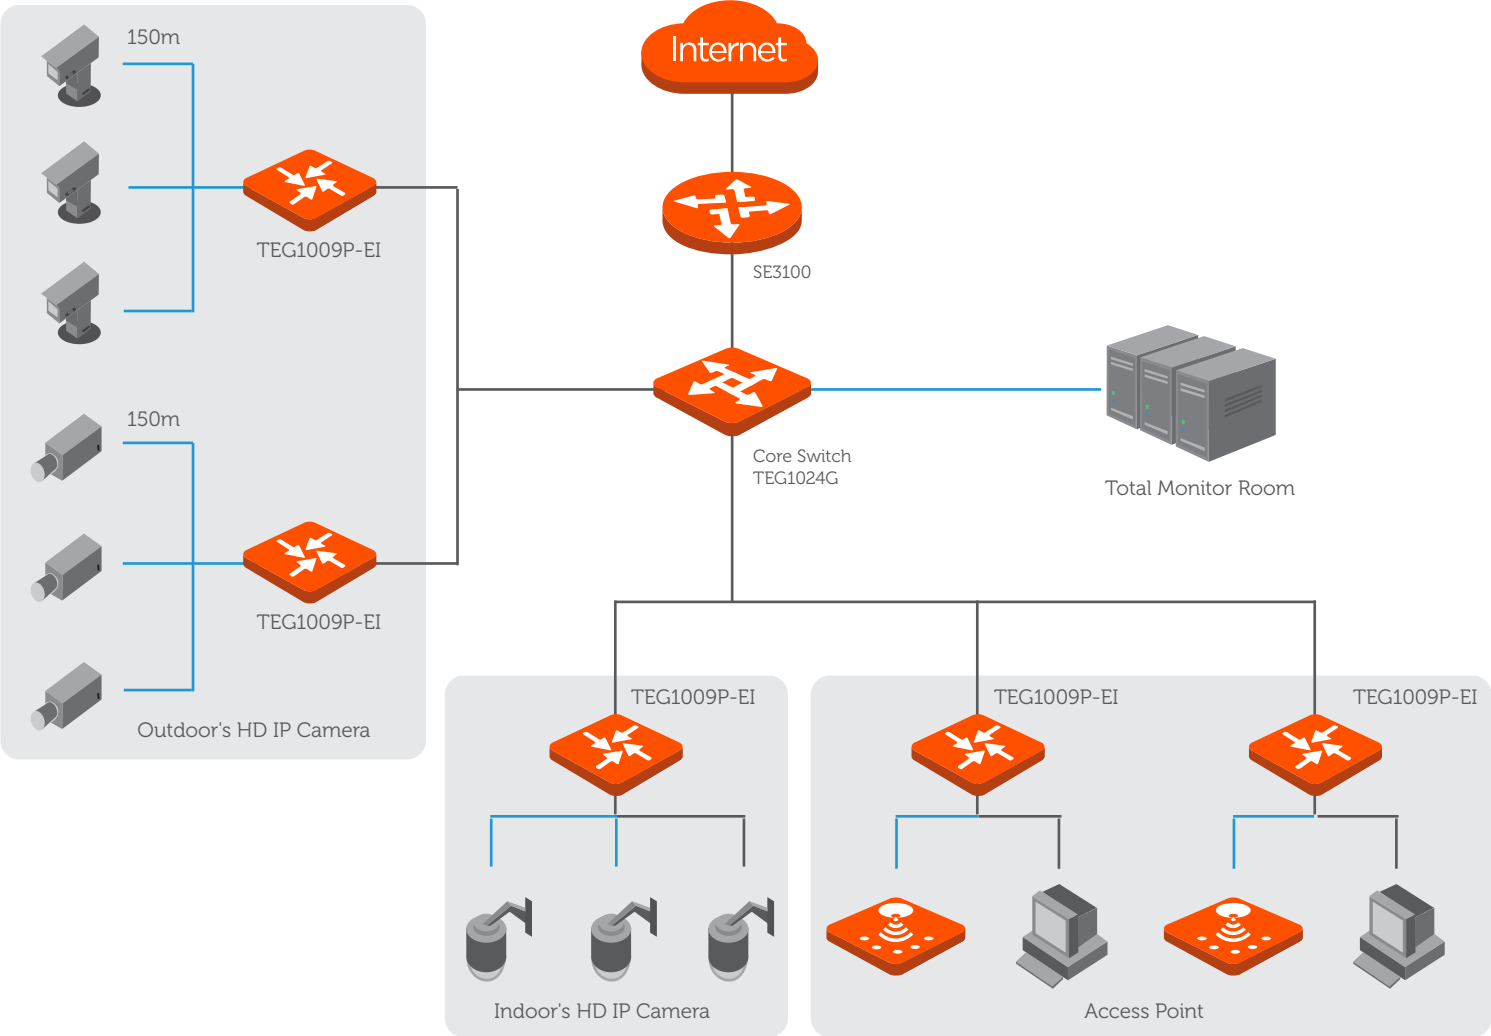 150m
Internet
TEG1009P-EI
SE3100
150m
Core Switch
TEG1024G
Total Monitor Room
TEG1009P-EI
Outdoor's HD IP Camera
TEG1009P-EI
TEG1009P-EI
TEG1009P-EI
Indoor's HD IP Camera
Access Point